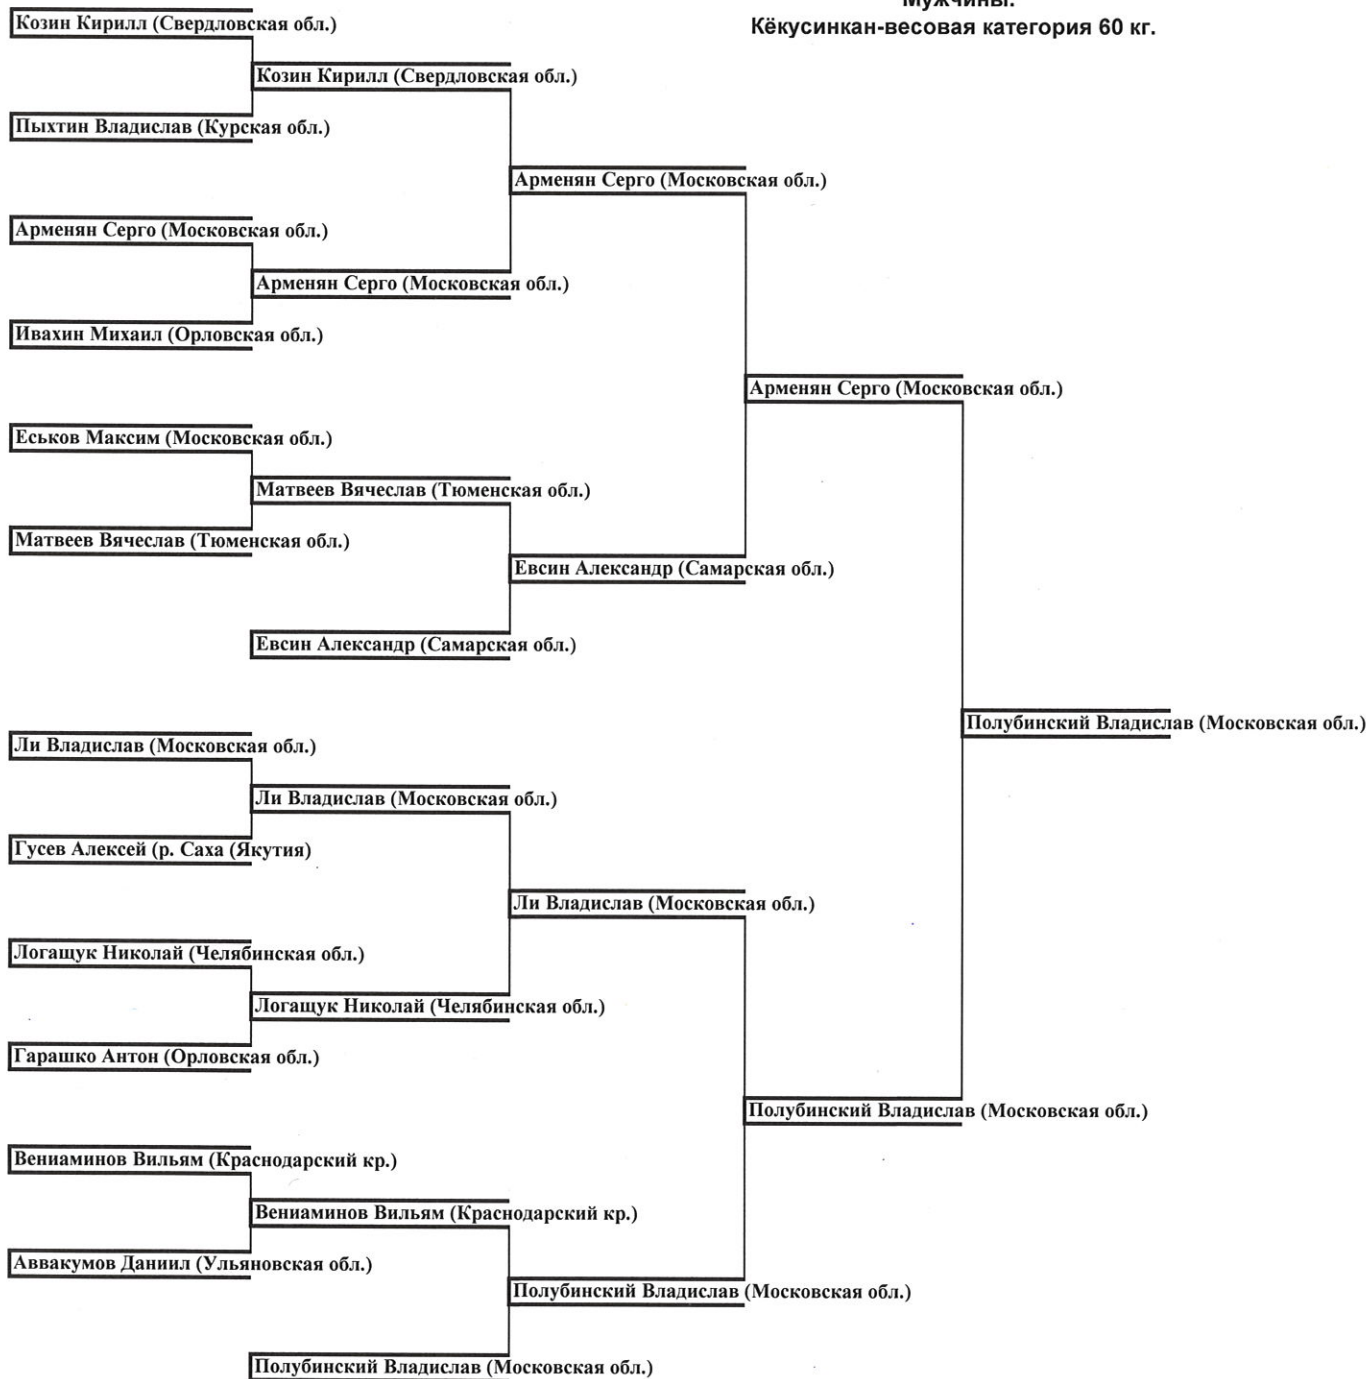 Мужчины.
Кёкусинкан-весовая категория 60 кг.
Козин Кирилл (Свердловская обл.)
Козин Кирилл (Свердловская обл.)
Пыхтин Владислав (Курская обл.)
Арменян Серго (Московская обл.)
Арменян Серго (Московская обл.)
Арменян Серго (Московская обл.)
Ивахин Михаил (Орловская обл.)
Арменян Серго (Московская обл.)
Еськов Максим (Московская обл.)
Матвеев Вячеслав (Тюменская обл.)
Матвеев Вячеслав (Тюменская обл.)
Евсин Александр (Самарская обл.)
Евсин Александр (Самарская обл.)
Полубинский Владислав (Московская обл.)
Ли Владислав (Московская обл.)
Ли Владислав (Московская обл.)
Гусев Алексей (р. Саха (Якутия)
Ли Владислав (Московская обл.)
Логащук Николай (Челябинская обл.)
Логащук Николай (Челябинская обл.)
Гарашко Антон (Орловская обл.)
Полубинский Владислав (Московская обл.)
Вениаминов Вильям (Краснодарский кр.)
Вениаминов Вильям (Краснодарский кр.)
Аввакумов Даниил (Ульяновская обл.)
Полубинский Владислав (Московская обл.)
Полубинский Владислав (Московская обл.)